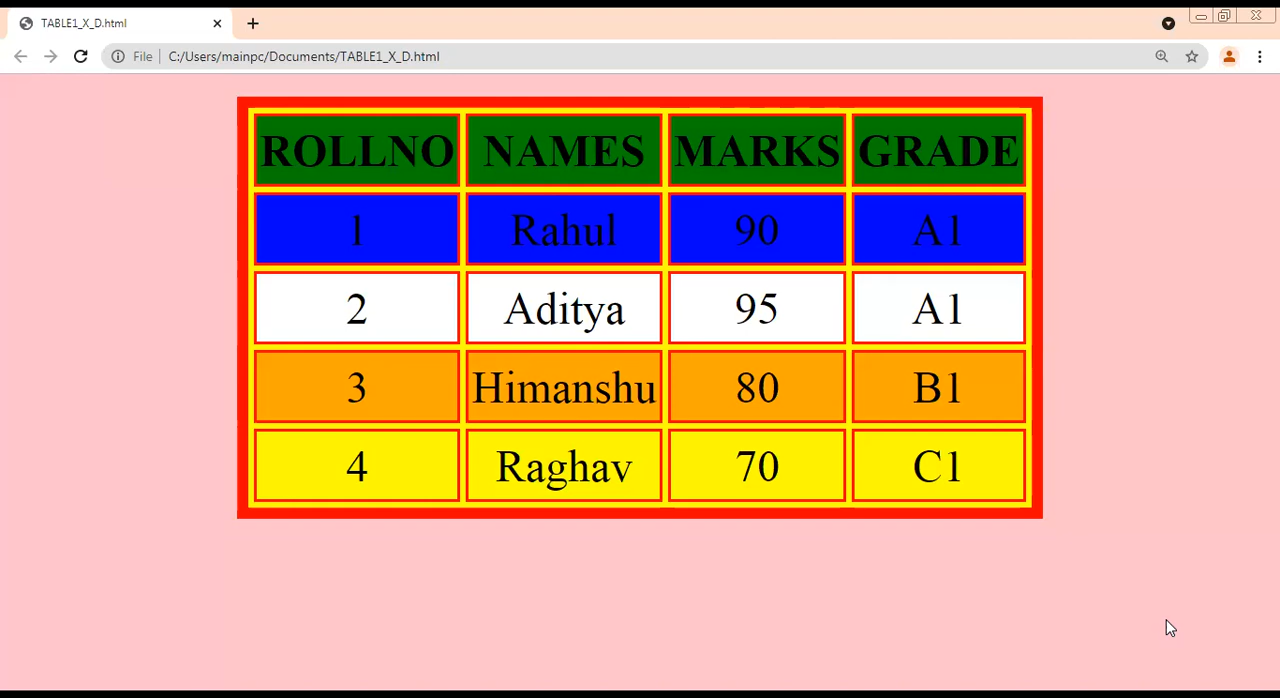 TABLE1_X_D.html
File C:/Users/mainpc/Documents/TABLE1_X_D.html
ROLLNO NAMES MARKS GRADE
1 Rahul 90 A1
2 Aditya 95 A1
3 Himanshu 80 B1
4 Raghav 70 C1